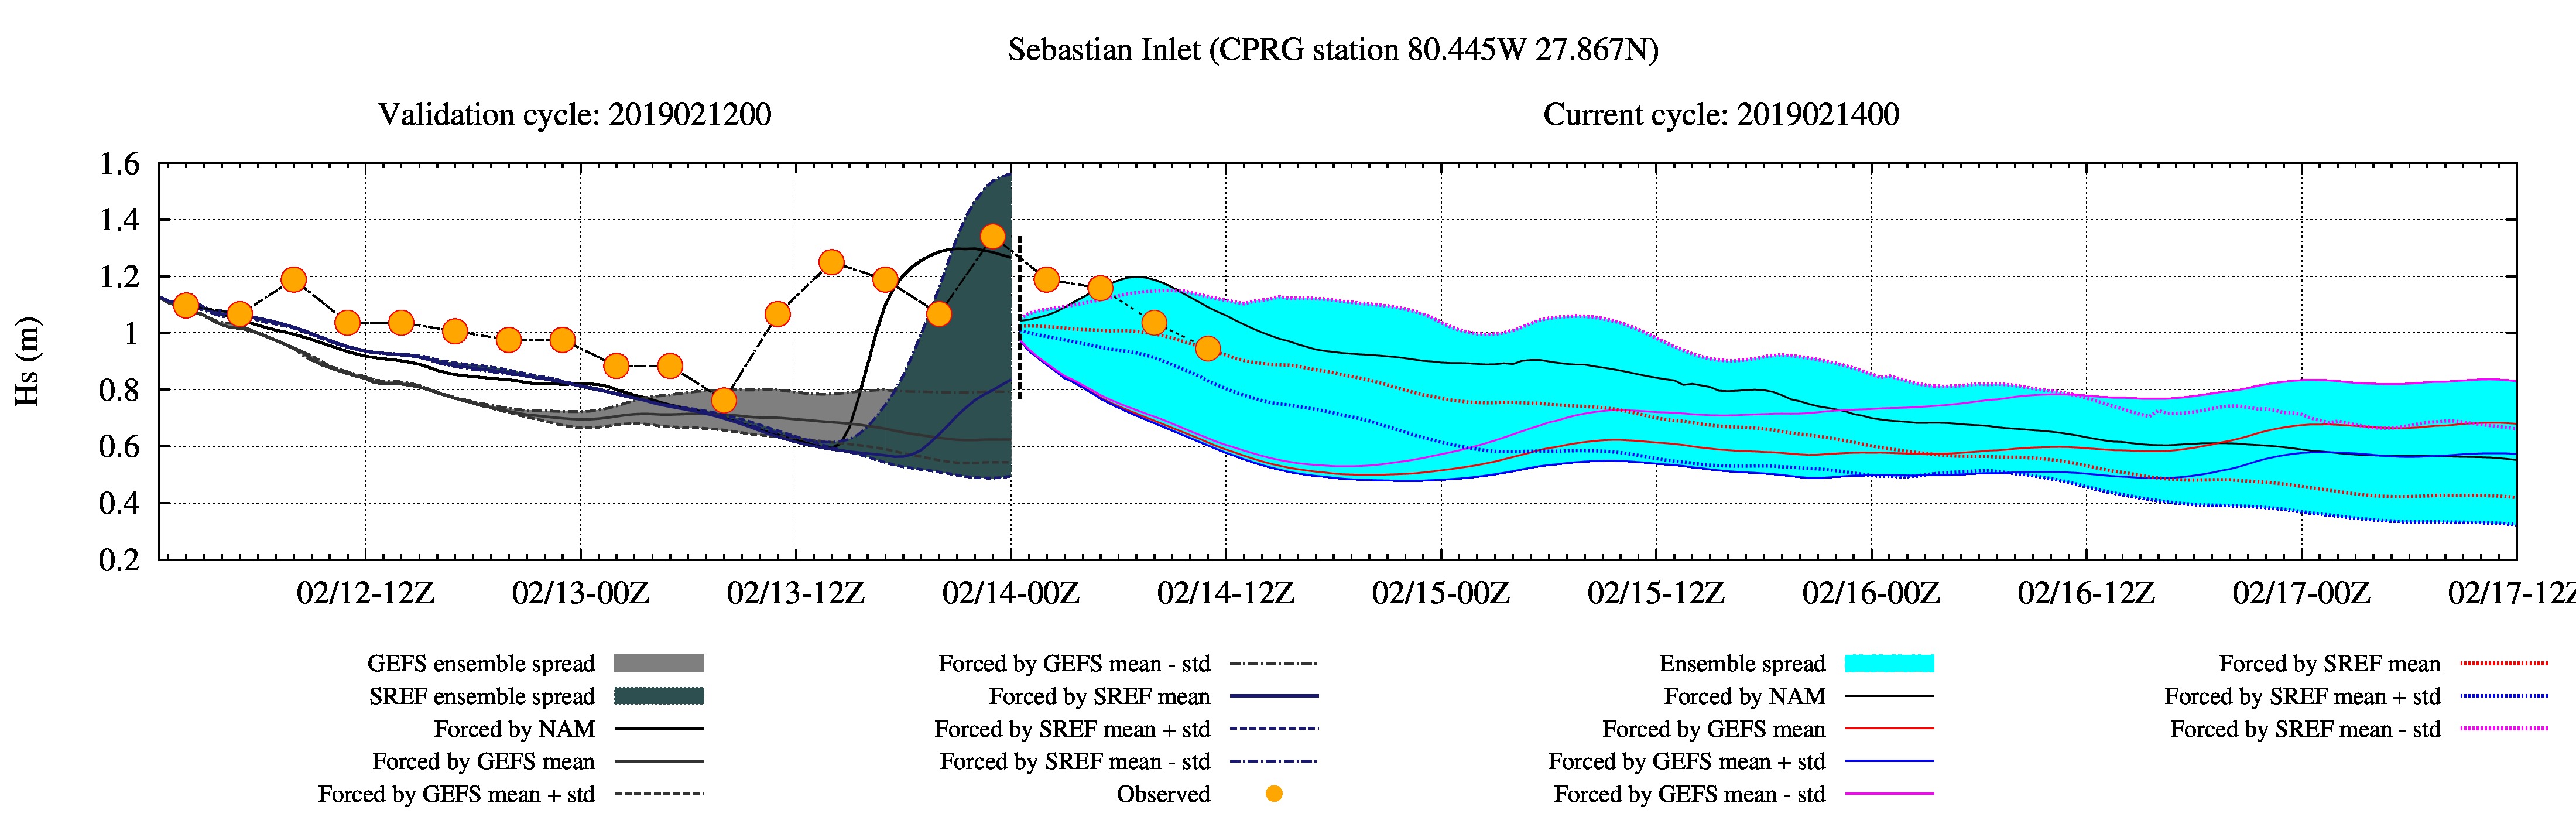 Sebastian Inlet (CPRG station 80.445W 27.867N)
Validation cycle: 2019021200
Current cycle: 2019021400
1.6
1.4
1.2
1
0.8
0.6
0.4
0.2
Hs (m)
02/12-12Z
02/13-00Z
02/13-12Z
02/14-00Z
02/14-12Z
02/15-00Z
02/15-12Z
02/16-00Z
02/16-12Z
02/17-00Z
02/17-12Z
GEFS ensemble spread
SREF ensemble spread
Forced by NAM
Forced by GEFS mean
Forced by GEFS mean + std
Forced by GEFS mean - std
Forced by SREF mean
Forced by SREF mean + std
Forced by SREF mean - std
Observed
Ensemble spread
Forced by NAM
Forced by GEFS mean
Forced by GEFS mean + std
Forced by GEFS mean - std
Forced by SREF mean
Forced by SREF mean + std
Forced by SREF mean - std